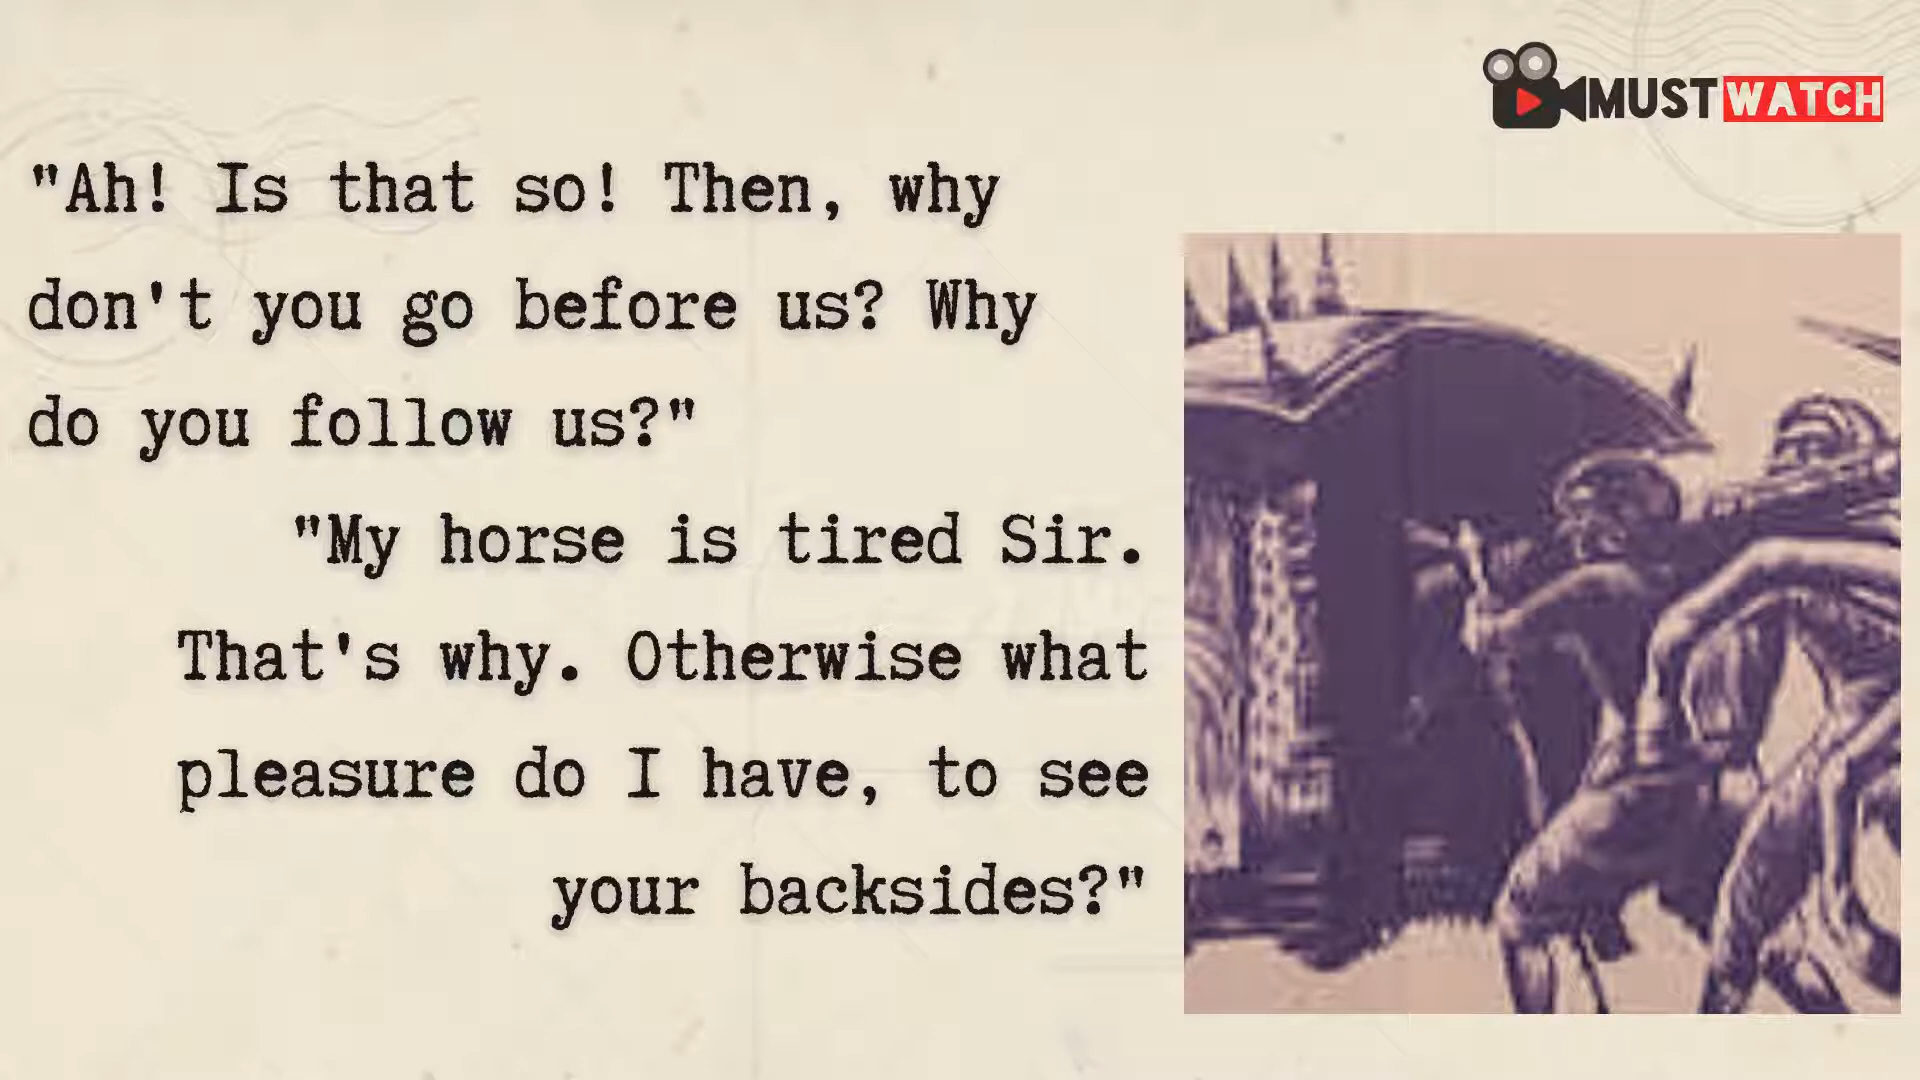 MUSTWATCH
"Ah! Is that so! Then, why
don't you go before us? Why
do you follow us?"
"My horse is tired Sir.
That's why. Otherwise what
pleasure do I have, to see
your backsides?"